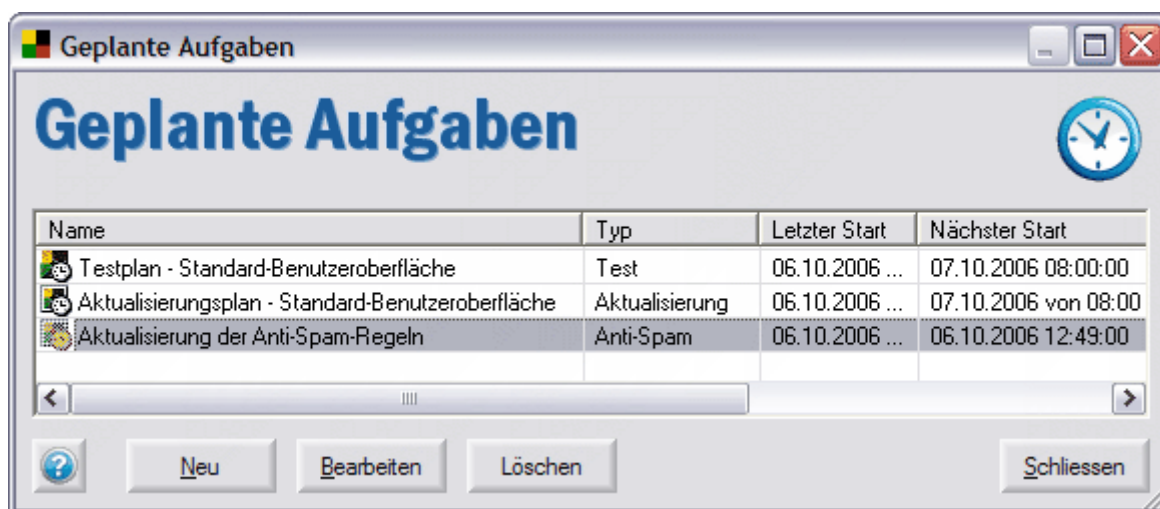 Geplante Aufgaben
Geplante Aufgaben
Name Typ Letzter Start Nächster Start
Testplan - Standard-Benutzeroberfläche Test 06.10.2006 ... 07.10.2006 08:00:00
Aktualisierungsplan - Standard-Benutzeroberfläche Aktualisierung 06.10.2006 ... 07.10.2006 von 08:00
Aktualisierung der Anti-Spam-Regeln Anti-Spam 06.10.2006 ... 06.10.2006 12:49:00
? Neu Bearbeiten Löschen Schliessen